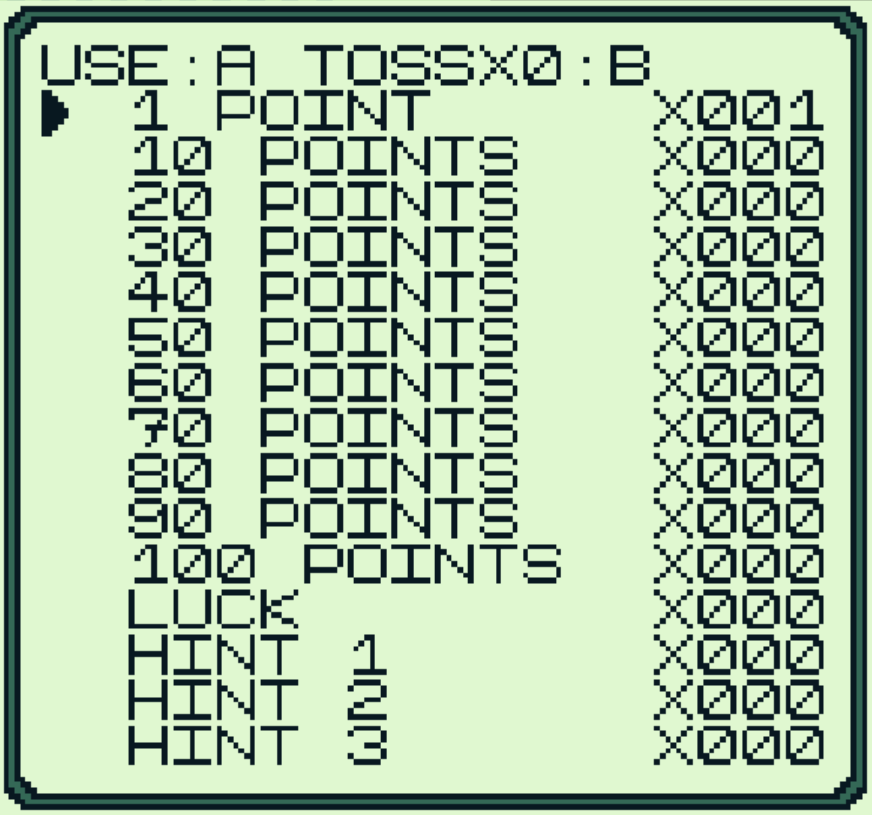 USE:A TOSSX0:B
1 POINT X001
10 POINTS X000
20 POINTS X000
30 POINTS X000
40 POINTS X000
50 POINTS X000
60 POINTS X000
70 POINTS X000
80 POINTS X000
90 POINTS X000
100 POINTS X000
LUCK X000
HINT 1 X000
HINT 2 X000
HINT 3 X000